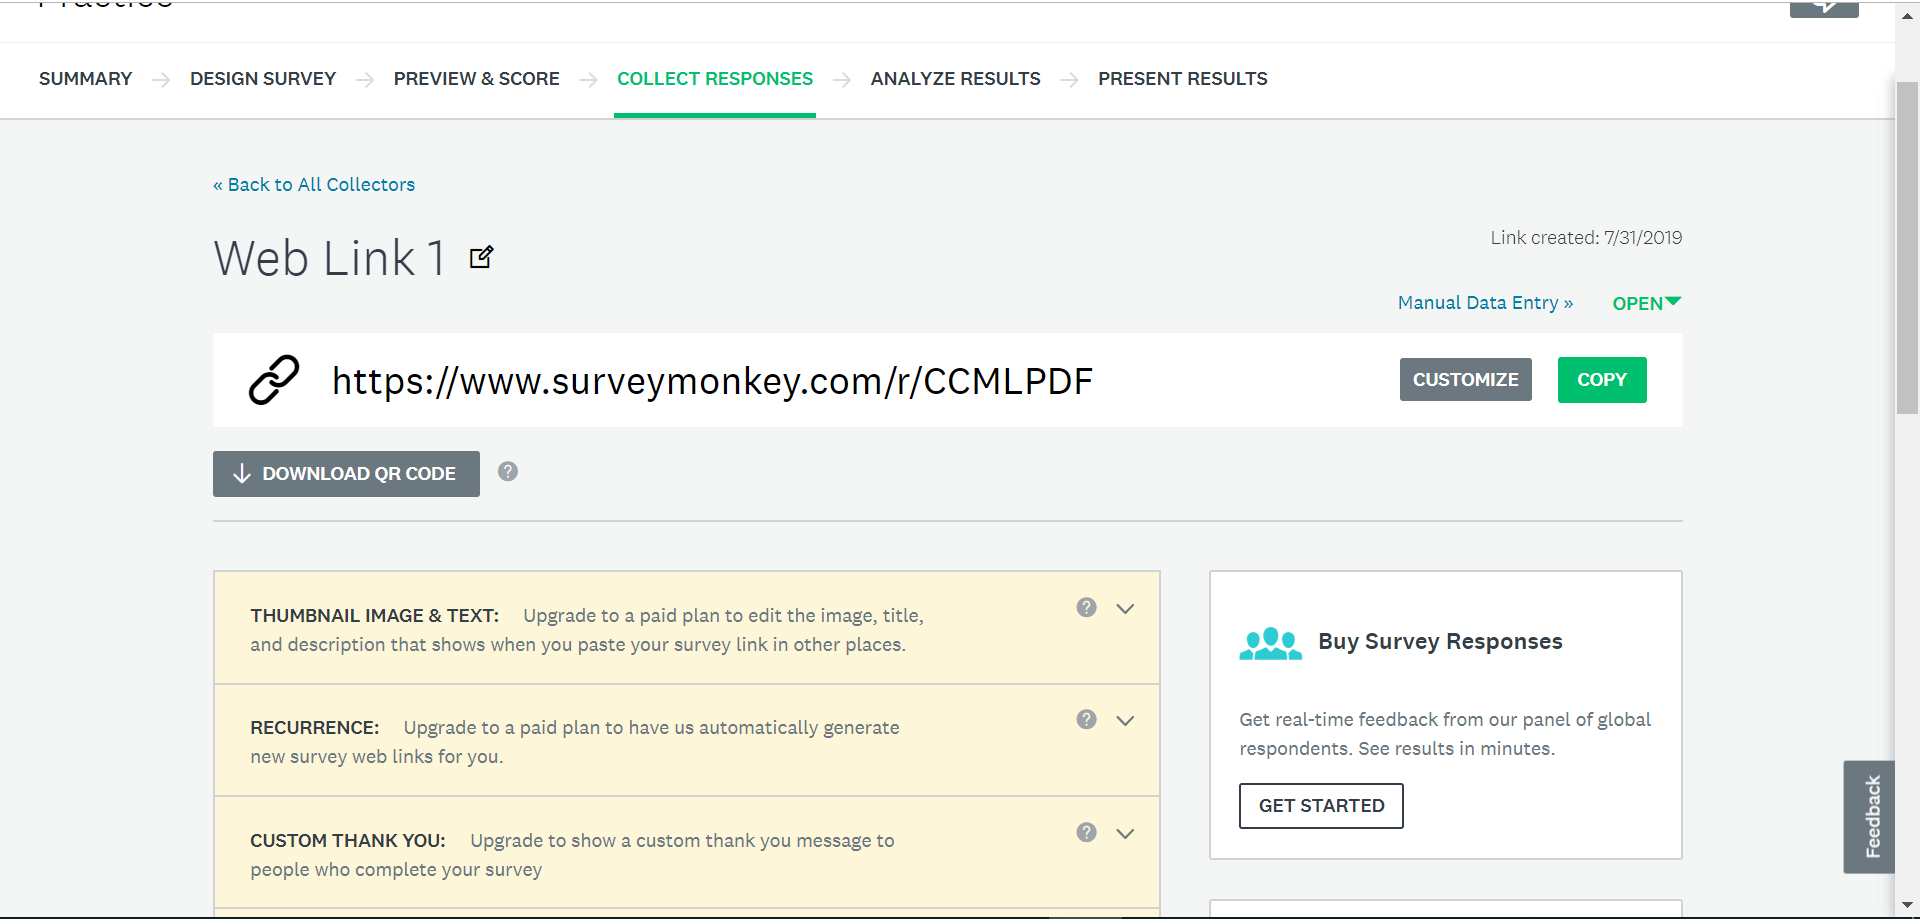 Practice
SUMMARY
DESIGN SURVEY
PREVIEW & SCORE
COLLECT RESPONSES
ANALYZE RESULTS
PRESENT RESULTS
« Back to All Collectors
Web Link 1
Link created: 7/31/2019
Manual Data Entry »
OPEN
https://www.surveymonkey.com/r/CCMLPDF
CUSTOMIZE
COPY
DOWNLOAD QR CODE
?
THUMBNAIL IMAGE & TEXT: Upgrade to a paid plan to edit the image, title,
and description that shows when you paste your survey link in other places.
?
RECURRENCE: Upgrade to a paid plan to have us automatically generate
new survey web links for you.
?
CUSTOM THANK YOU: Upgrade to show a custom thank you message to
people who complete your survey
?
Buy Survey Responses
Get real-time feedback from our panel of global
respondents. See results in minutes.
GET STARTED
Feedback